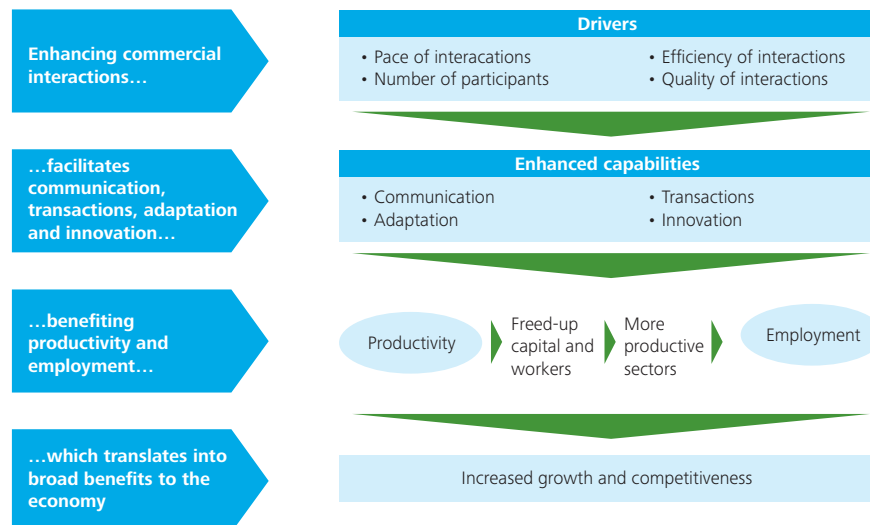 Enhancing commercial
interactions…
Drivers
• Pace of interacations
• Number of participants
• Efficiency of interactions
• Quality of interactions
…facilitates
communication,
transactions, adaptation
and innovation…
Enhanced capabilities
• Communication
• Adaptation
• Transactions
• Innovation
…benefiting
productivity and
employment…
Productivity
Freed-up
capital and
workers
More
productive
sectors
Employment
…which translates into
broad benefits to the
economy
Increased growth and competitiveness